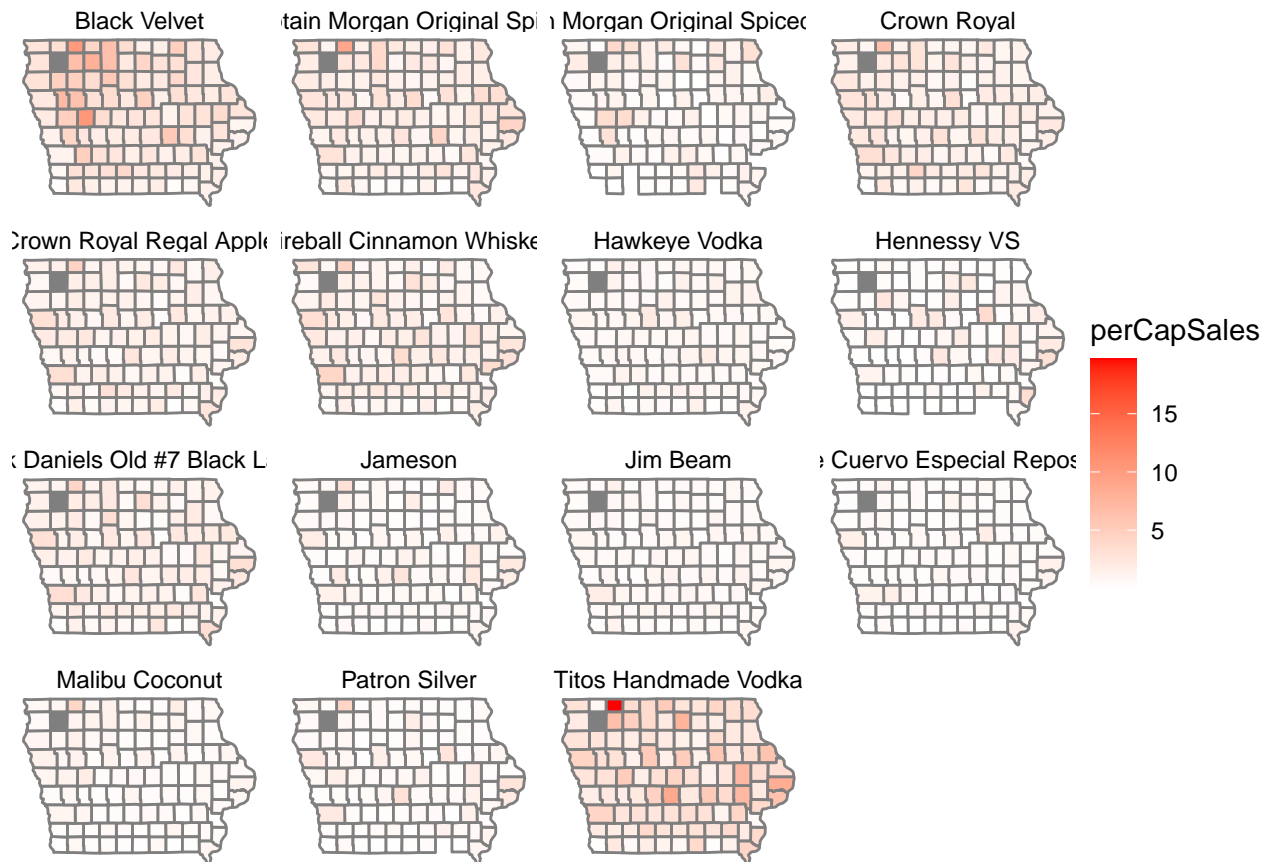 Black Velvet
tain Morgan Original Spi
n Morgan Original Spiced
Crown Royal
Crown Royal Regal Apple
ireball Cinnamon Whiske
Hawkeye Vodka
Hennessy VS
k Daniels Old #7 Black La
Jameson
Jim Beam
e Cuervo Especial Repos
Malibu Coconut
Patron Silver
Titos Handmade Vodka
perCapSales
15
10
5